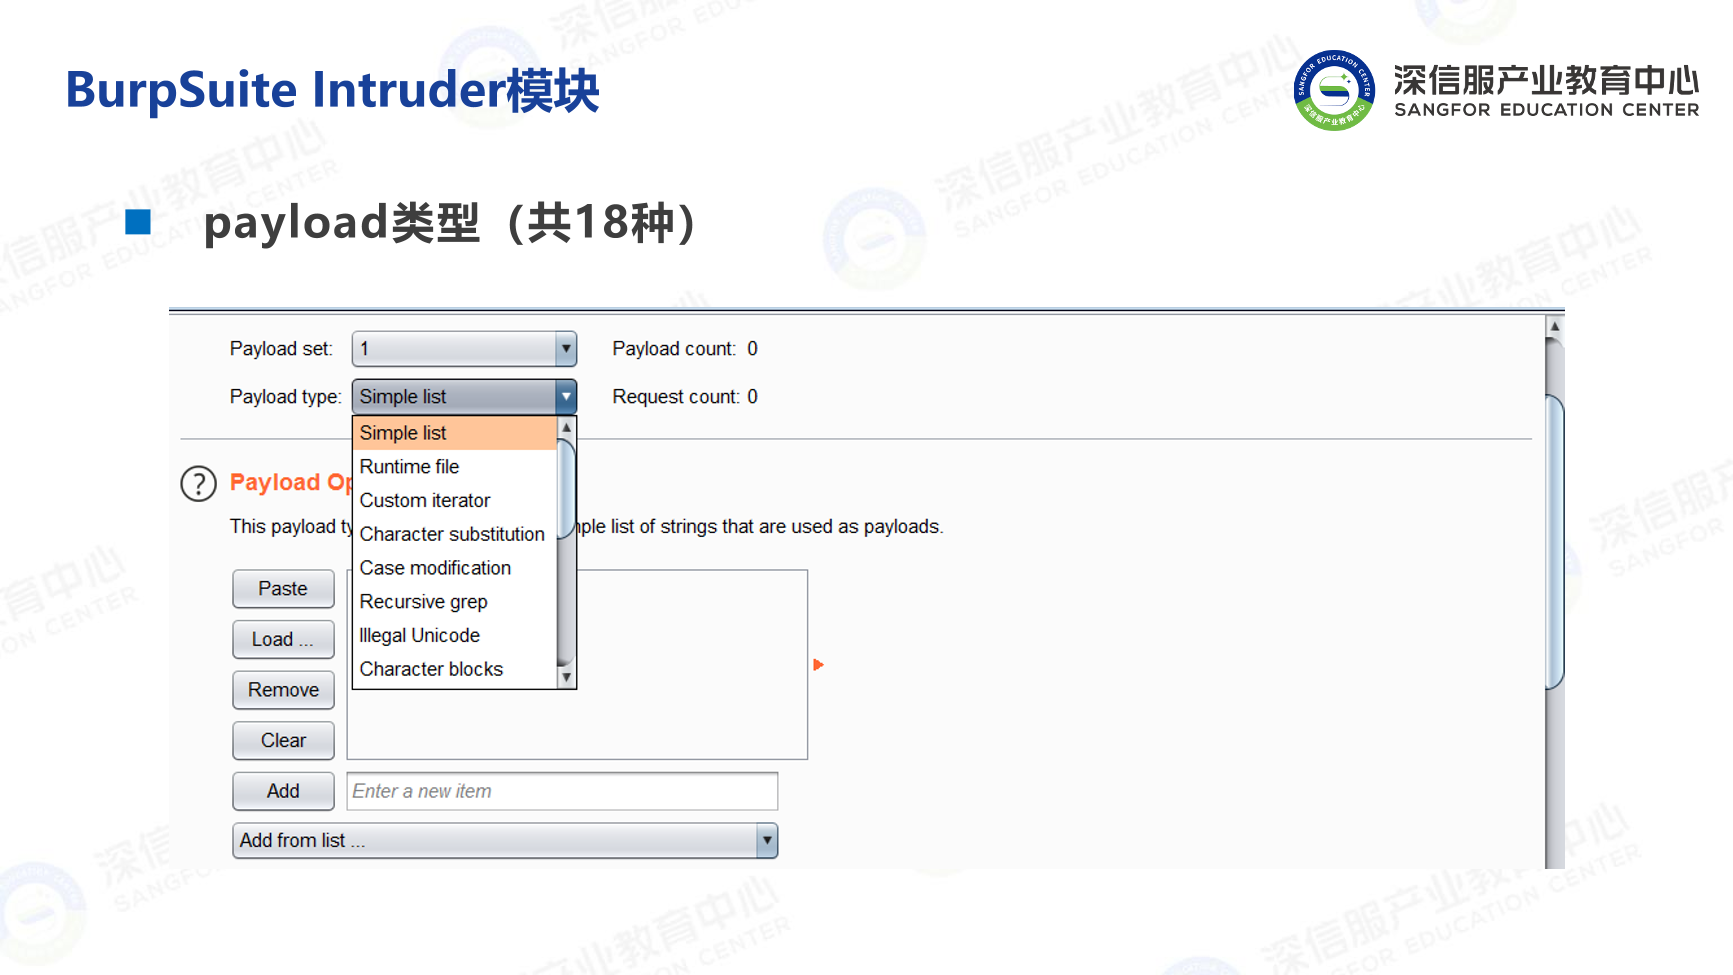 BurpSuite Intruder模块
深信服产业教育中心
SANGFOR EDUCATION CENTER
payload类型（共18种）
Payload set: 1 Payload count: 0
Payload type: Simple list Request count: 0
Simple list
Runtime file
Custom iterator
Character substitution
Case modification
Recursive grep
Illegal Unicode
Character blocks
Payload Op
This payload ty ple list of strings that are used as payloads.
Paste
Load ...
Remove
Clear
Add Enter a new item
Add from list ...